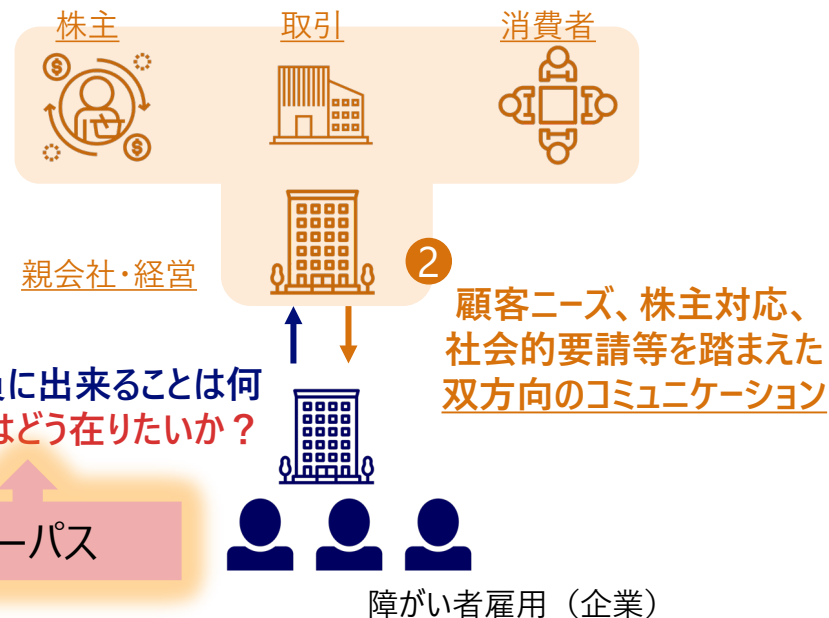 株主
取引
消費者
親会社・経営
2
顧客ニーズ、株主対応、
社会的要請等を踏まえた
双方向のコミュニケーション
に出来ることは何
はどう在りたいか？
ーパス
障がい者雇用（企業）